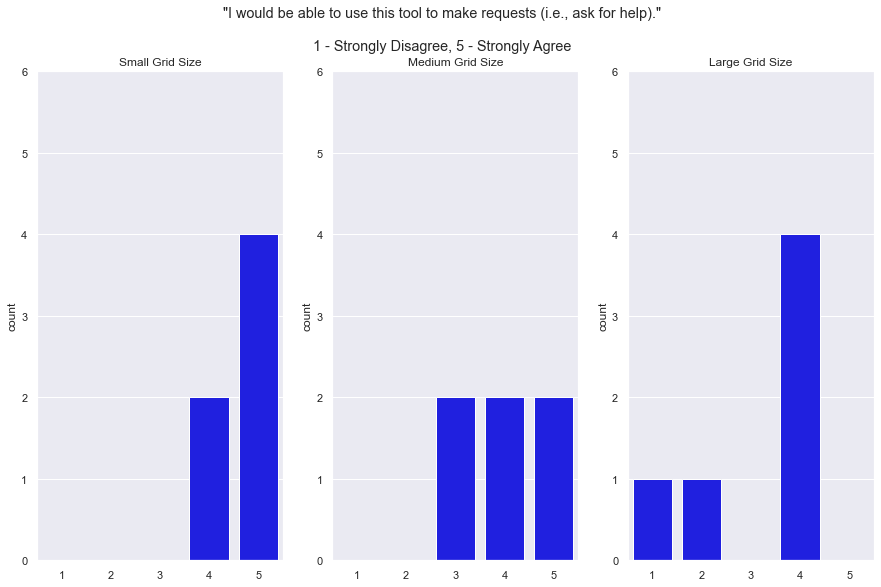 "I would be able to use this tool to make requests (i.e., ask for help)."
1 - Strongly Disagree, 5 - Strongly Agree
Small Grid Size
Medium Grid Size
Large Grid Size
6
5
4
3
2
1
0
count
1 2 3 4 5
6
5
4
3
2
1
0
count
1 2 3 4 5
6
5
4
3
2
1
0
count
1 2 3 4 5